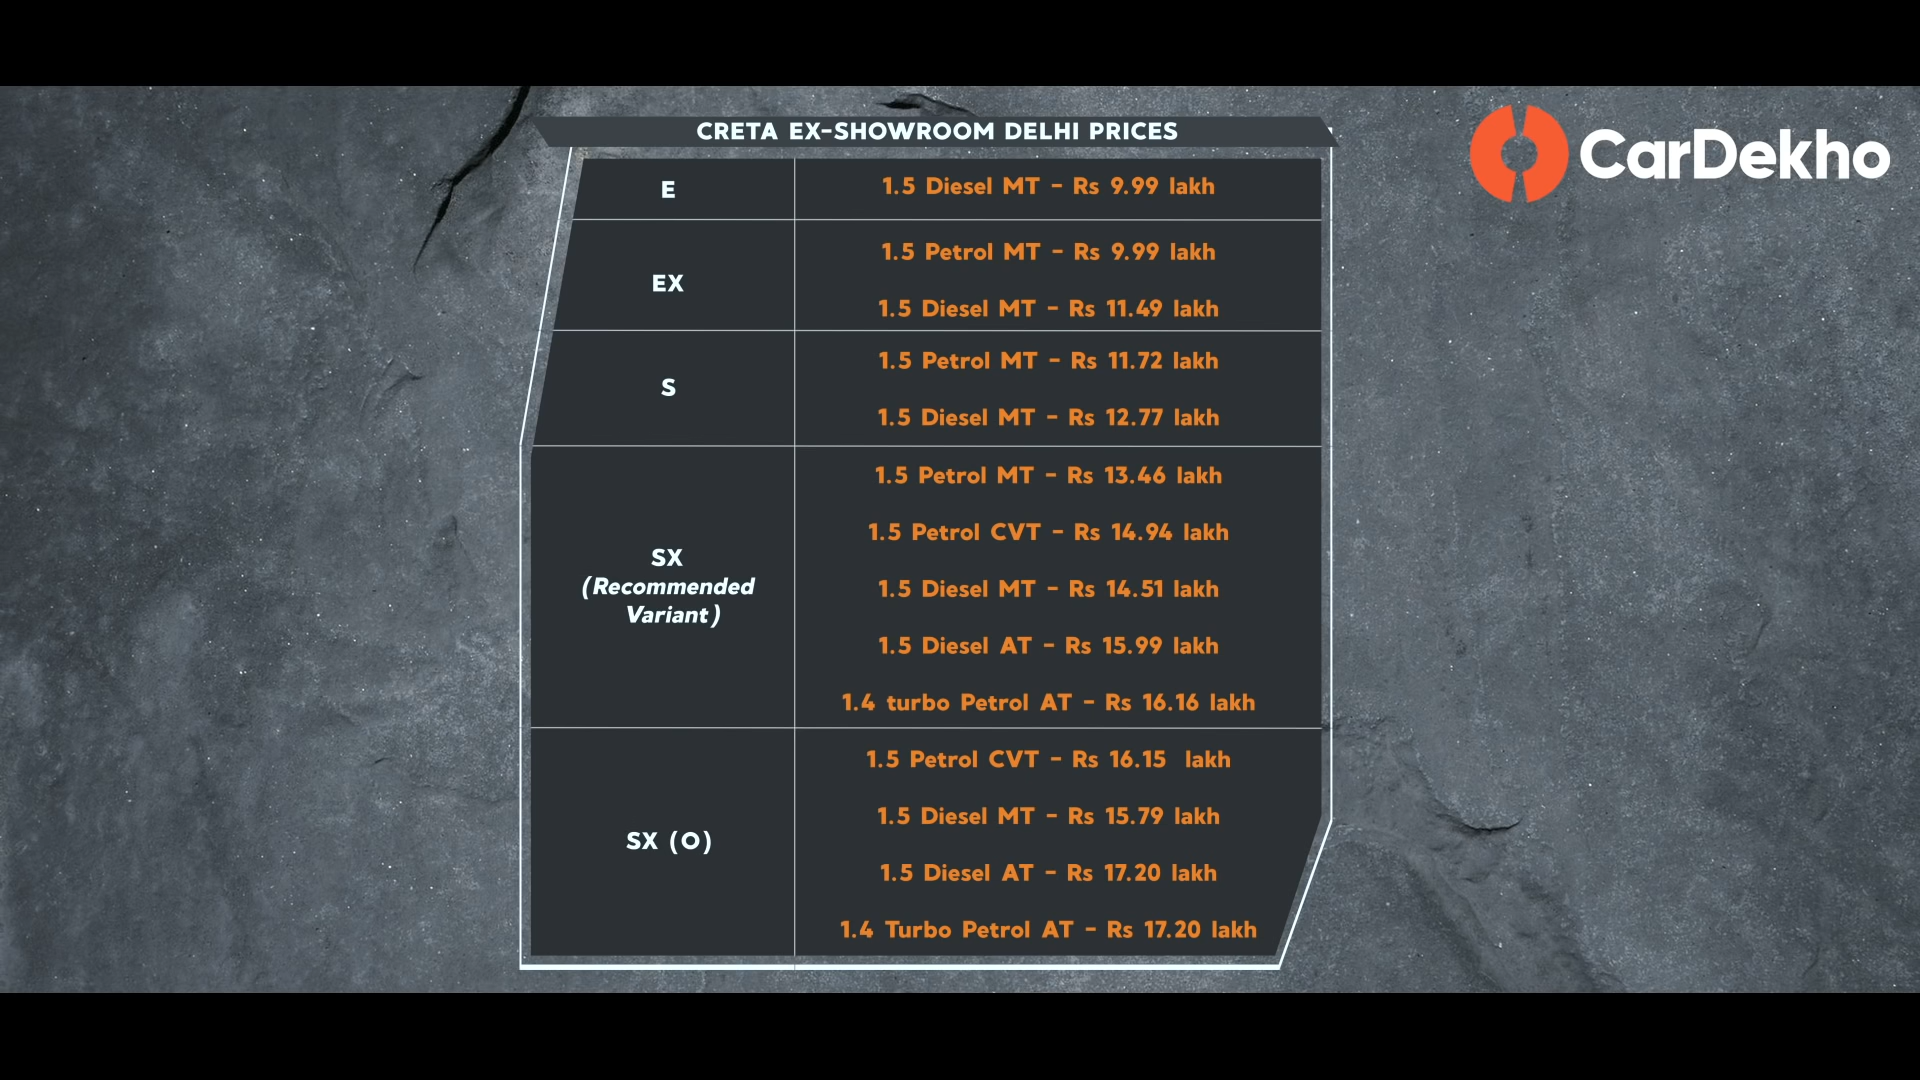 CRETA EX-SHOWROOM DELHI PRICES
CarDekho
E
1.5 Diesel MT - Rs 9.99 lakh
EX
1.5 Petrol MT - Rs 9.99 lakh
1.5 Diesel MT - Rs 11.49 lakh
S
1.5 Petrol MT - Rs 11.72 lakh
1.5 Diesel MT - Rs 12.77 lakh
SX
(Recommended
Variant)
1.5 Petrol MT - Rs 13.46 lakh
1.5 Petrol CVT - Rs 14.94 lakh
1.5 Diesel MT - Rs 14.51 lakh
1.5 Diesel AT - Rs 15.99 lakh
1.4 turbo Petrol AT - Rs 16.16 lakh
SX (O)
1.5 Petrol CVT - Rs 16.15 lakh
1.5 Diesel MT - Rs 15.79 lakh
1.5 Diesel AT - Rs 17.20 lakh
1.4 Turbo Petrol AT - Rs 17.20 lakh